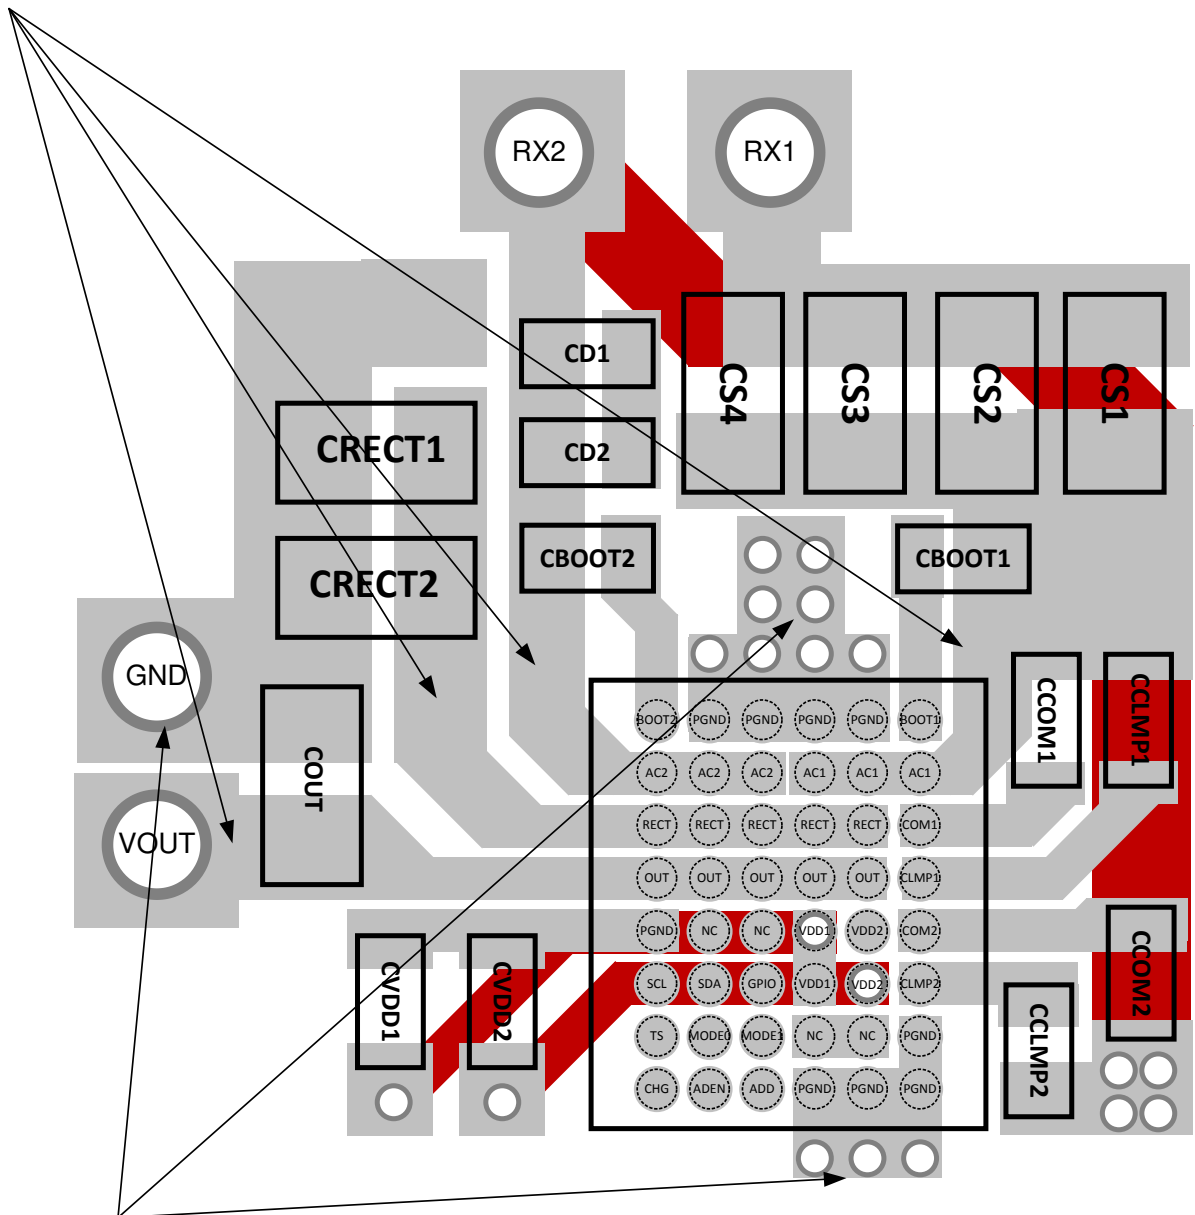 RX2 RX1
CD1
CD2
CS4 CS3 CS2 CS1
CRECT1
CBOOT2 CBOOT1
CRECT2
GND
COUT
VOUT
CCOM1 CCLMP1
BOOT2 PGND PGND PGND PGND BOOT1
AC2 AC2 AC2 AC1 AC1 AC1
RECT RECT RECT RECT RECT COM1
OUT OUT OUT OUT OUT CLMP1
PGND NC NC VDD1 VDD2 COM2
SCL SDA GPIO VDD1 VDD2 CLMP2
TS MODE0 MODE1 NC NC PGND
CHG ADEN ADD PGND PGND PGND
CVDD1 CVDD2
CCOM2
CCLMP2